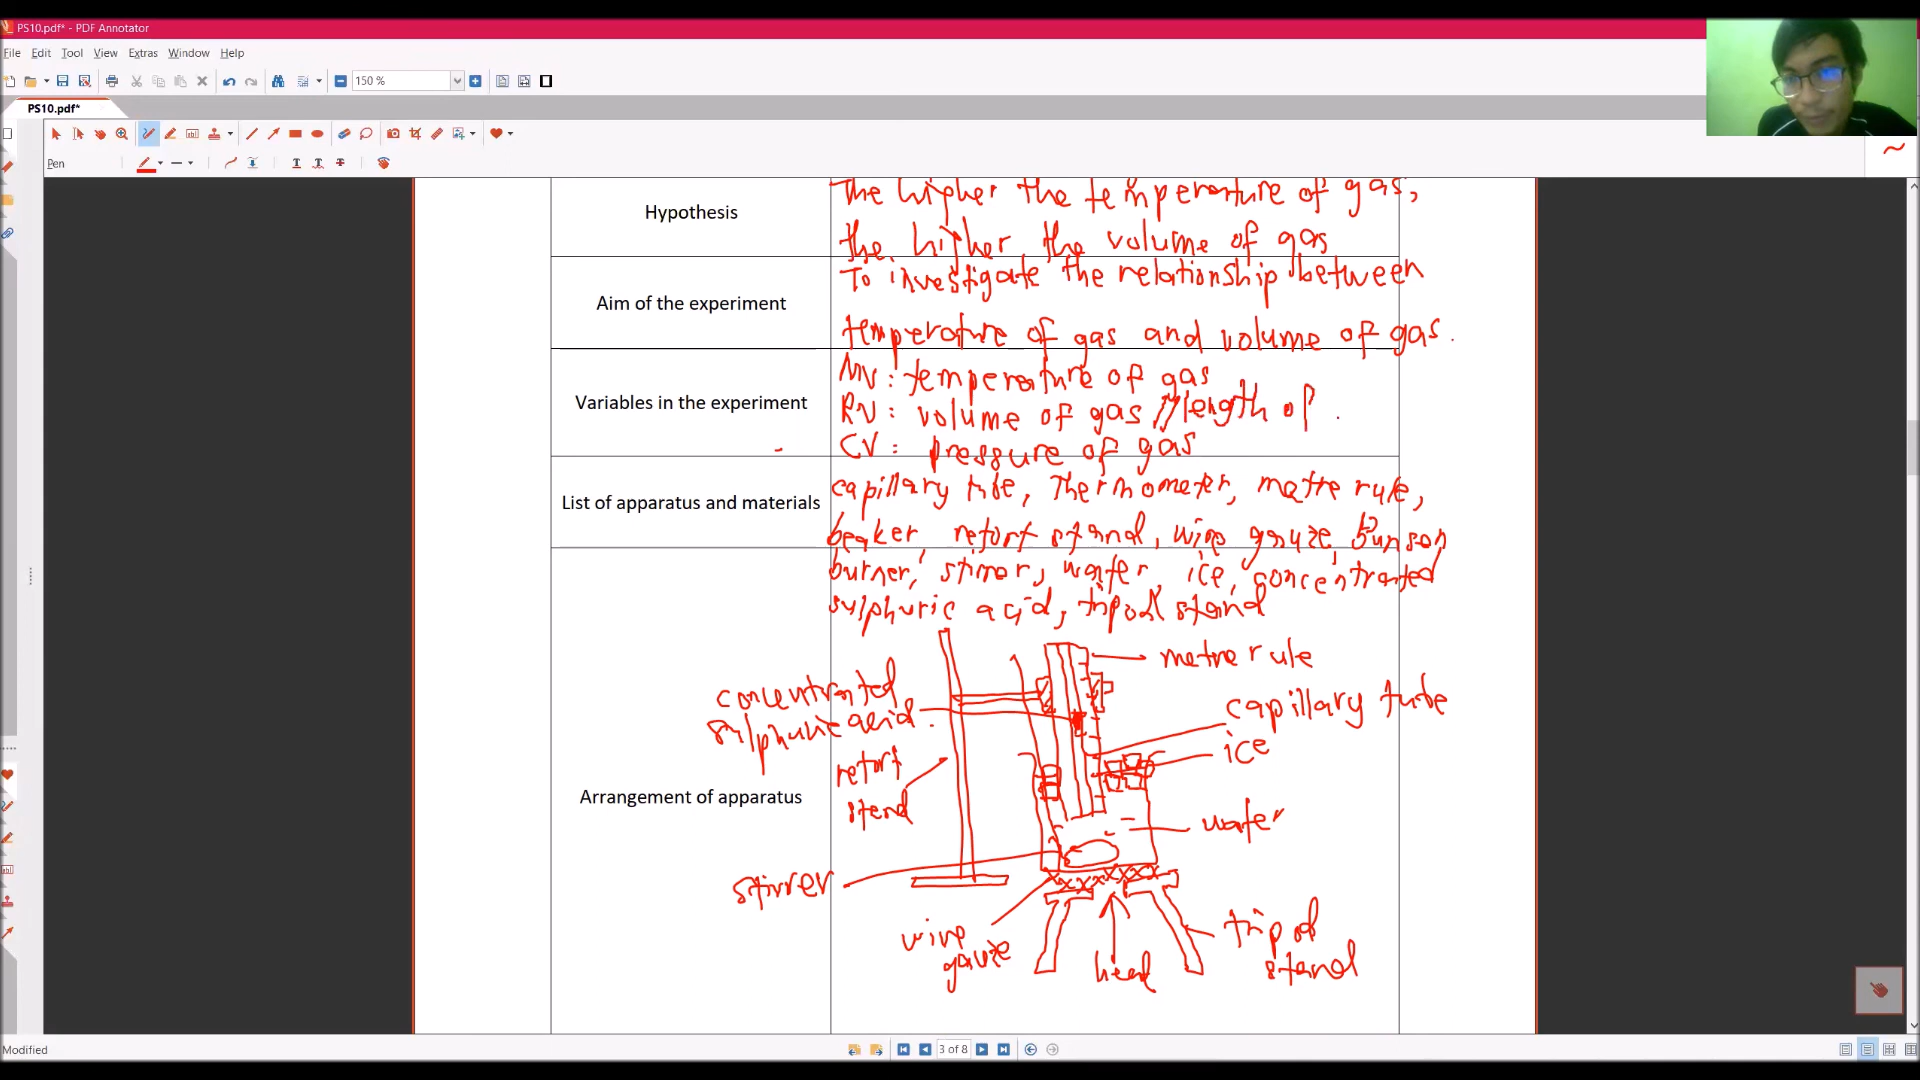 PS10.pdf* - PDF Annotator
File Edit Tool View Extras Window Help
150 %
PS10.pdf*
Pen
Hypothesis
The higher the temperature of gas,
the higher the volume of gas
Aim of the experiment
To investigate the relationship between
temperature of gas and volume of gas.
Variables in the experiment
MV: temperature of gas
RV: volume of gas // length of
CV: pressure of gas
List of apparatus and materials
capillary tube, Thermometer, metre rule,
beaker, retort stand, wire gauze, Bunsen
burner, stirrer, water, ice, concentrated
sulphuric acid, tripod stand
Arrangement of apparatus
metre rule
concentrated
sulphuric acid.
capillary tube
ice
retort
stand
water
stirrer
wire
gauze
heat
tripod
stand
Modified
3 of 8